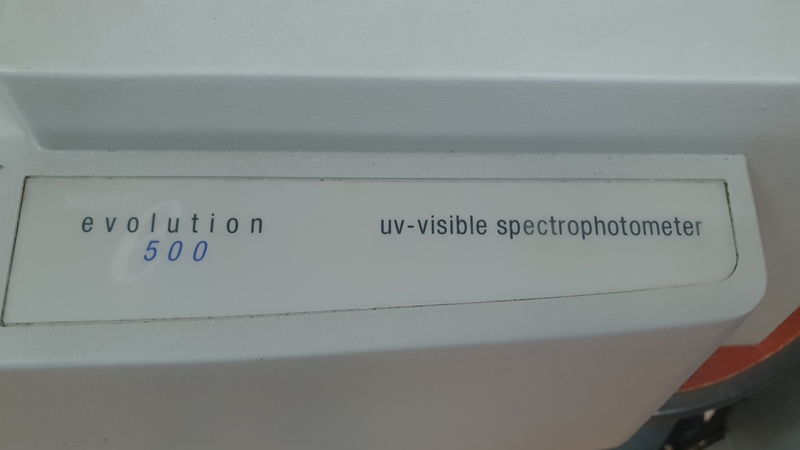 evolution
500
uv-visible spectrophotometer